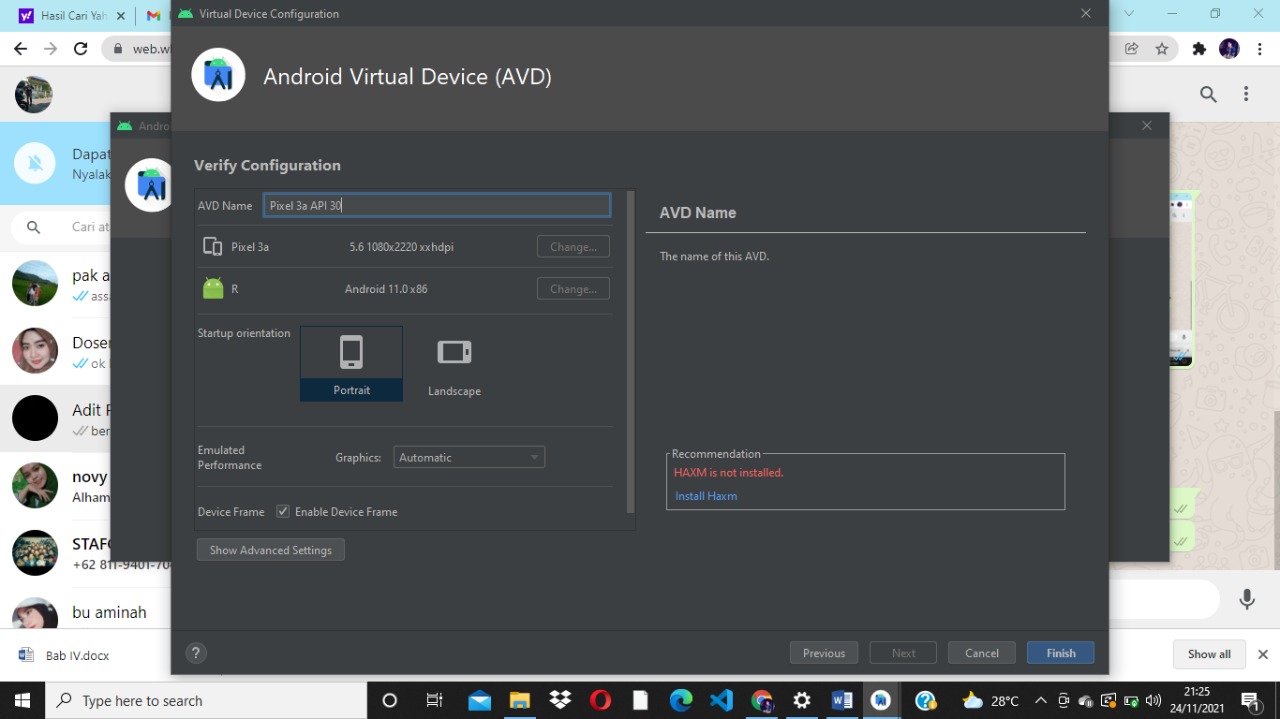 Hasil Cari Yah
Virtual Device Configuration
web.w
Android Virtual Device (AVD)
Andro
Dapat
Nyalak
Verify Configuration
AVD Name
Pixel 3a API 30
AVD Name
Cari at
Pixel 3a
5.6 1080x2220 xxhdpi
Change...
The name of this AVD.
pak a
assa
R
Android 11.0 x86
Change...
Startup orientation
Dosen
ok
Portrait
Landscape
Adit
ber
Emulated
Performance
Graphics:
Automatic
Recommendation
HAXM is not installed.
Install Haxm
novy
Alham
Device Frame
Enable Device Frame
STAF
+62 811-9401-70
Show Advanced Settings
bu aminah
?
Previous
Next
Cancel
Finish
Bab IV.docx
Show all
Type here to search
28°C
21:25
24/11/2021
1